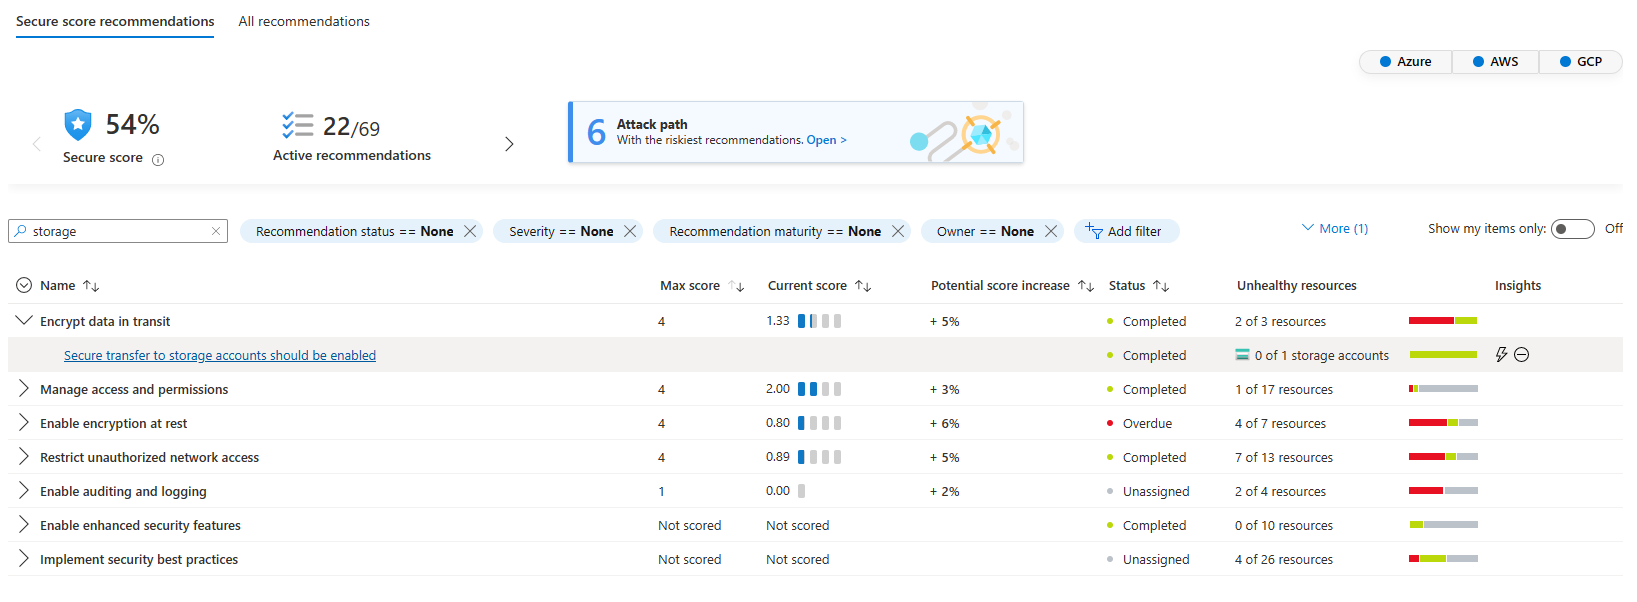 Secure score recommendations All recommendations
Azure AWS GCP
54%
Secure score
22/69
Active recommendations
6 Attack path
With the riskiest recommendations. Open >
storage Recommendation status == None Severity == None Recommendation maturity == None Owner == None Add filter More (1) Show my items only: Off
Name Max score Current score Potential score increase Status Unhealthy resources Insights
Encrypt data in transit 4 1.33 + 5% Completed 2 of 3 resources
Secure transfer to storage accounts should be enabled Completed 0 of 1 storage accounts
Manage access and permissions 4 2.00 + 3% Completed 1 of 17 resources
Enable encryption at rest 4 0.80 + 6% Overdue 4 of 7 resources
Restrict unauthorized network access 4 0.89 + 5% Completed 7 of 13 resources
Enable auditing and logging 1 0.00 + 2% Unassigned 2 of 4 resources
Enable enhanced security features Not scored Not scored Completed 0 of 10 resources
Implement security best practices Not scored Not scored Unassigned 4 of 26 resources